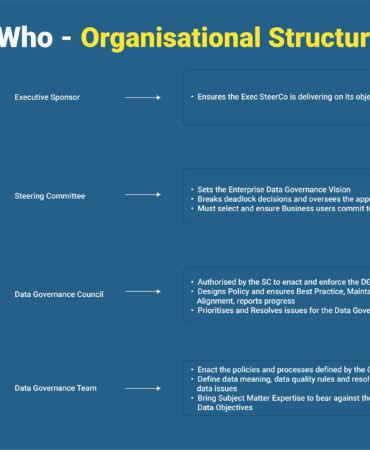 Who - Organisational Structur
Executive Sponsor
• Ensures the Exec SteerCo is delivering on its obje
Steering Committee
• Sets the Enterprise Data Governance Vision
• Breaks deadlock decisions and oversees the appr
• Must select and ensure Business users commit t
Data Governance Council
• Authorised by the SC to enact and enforce the DG
• Designs Policy and ensures Best Practice, Mainta
Alignment, reports progress
• Prioritises and Resolves issues for the Data Gove
Data Governance Team
• Enact the policies and processes defined by the
• Define data meaning, data quality rules and resol
data issues
• Bring Subject Matter Expertise to bear against the
Data Objectives